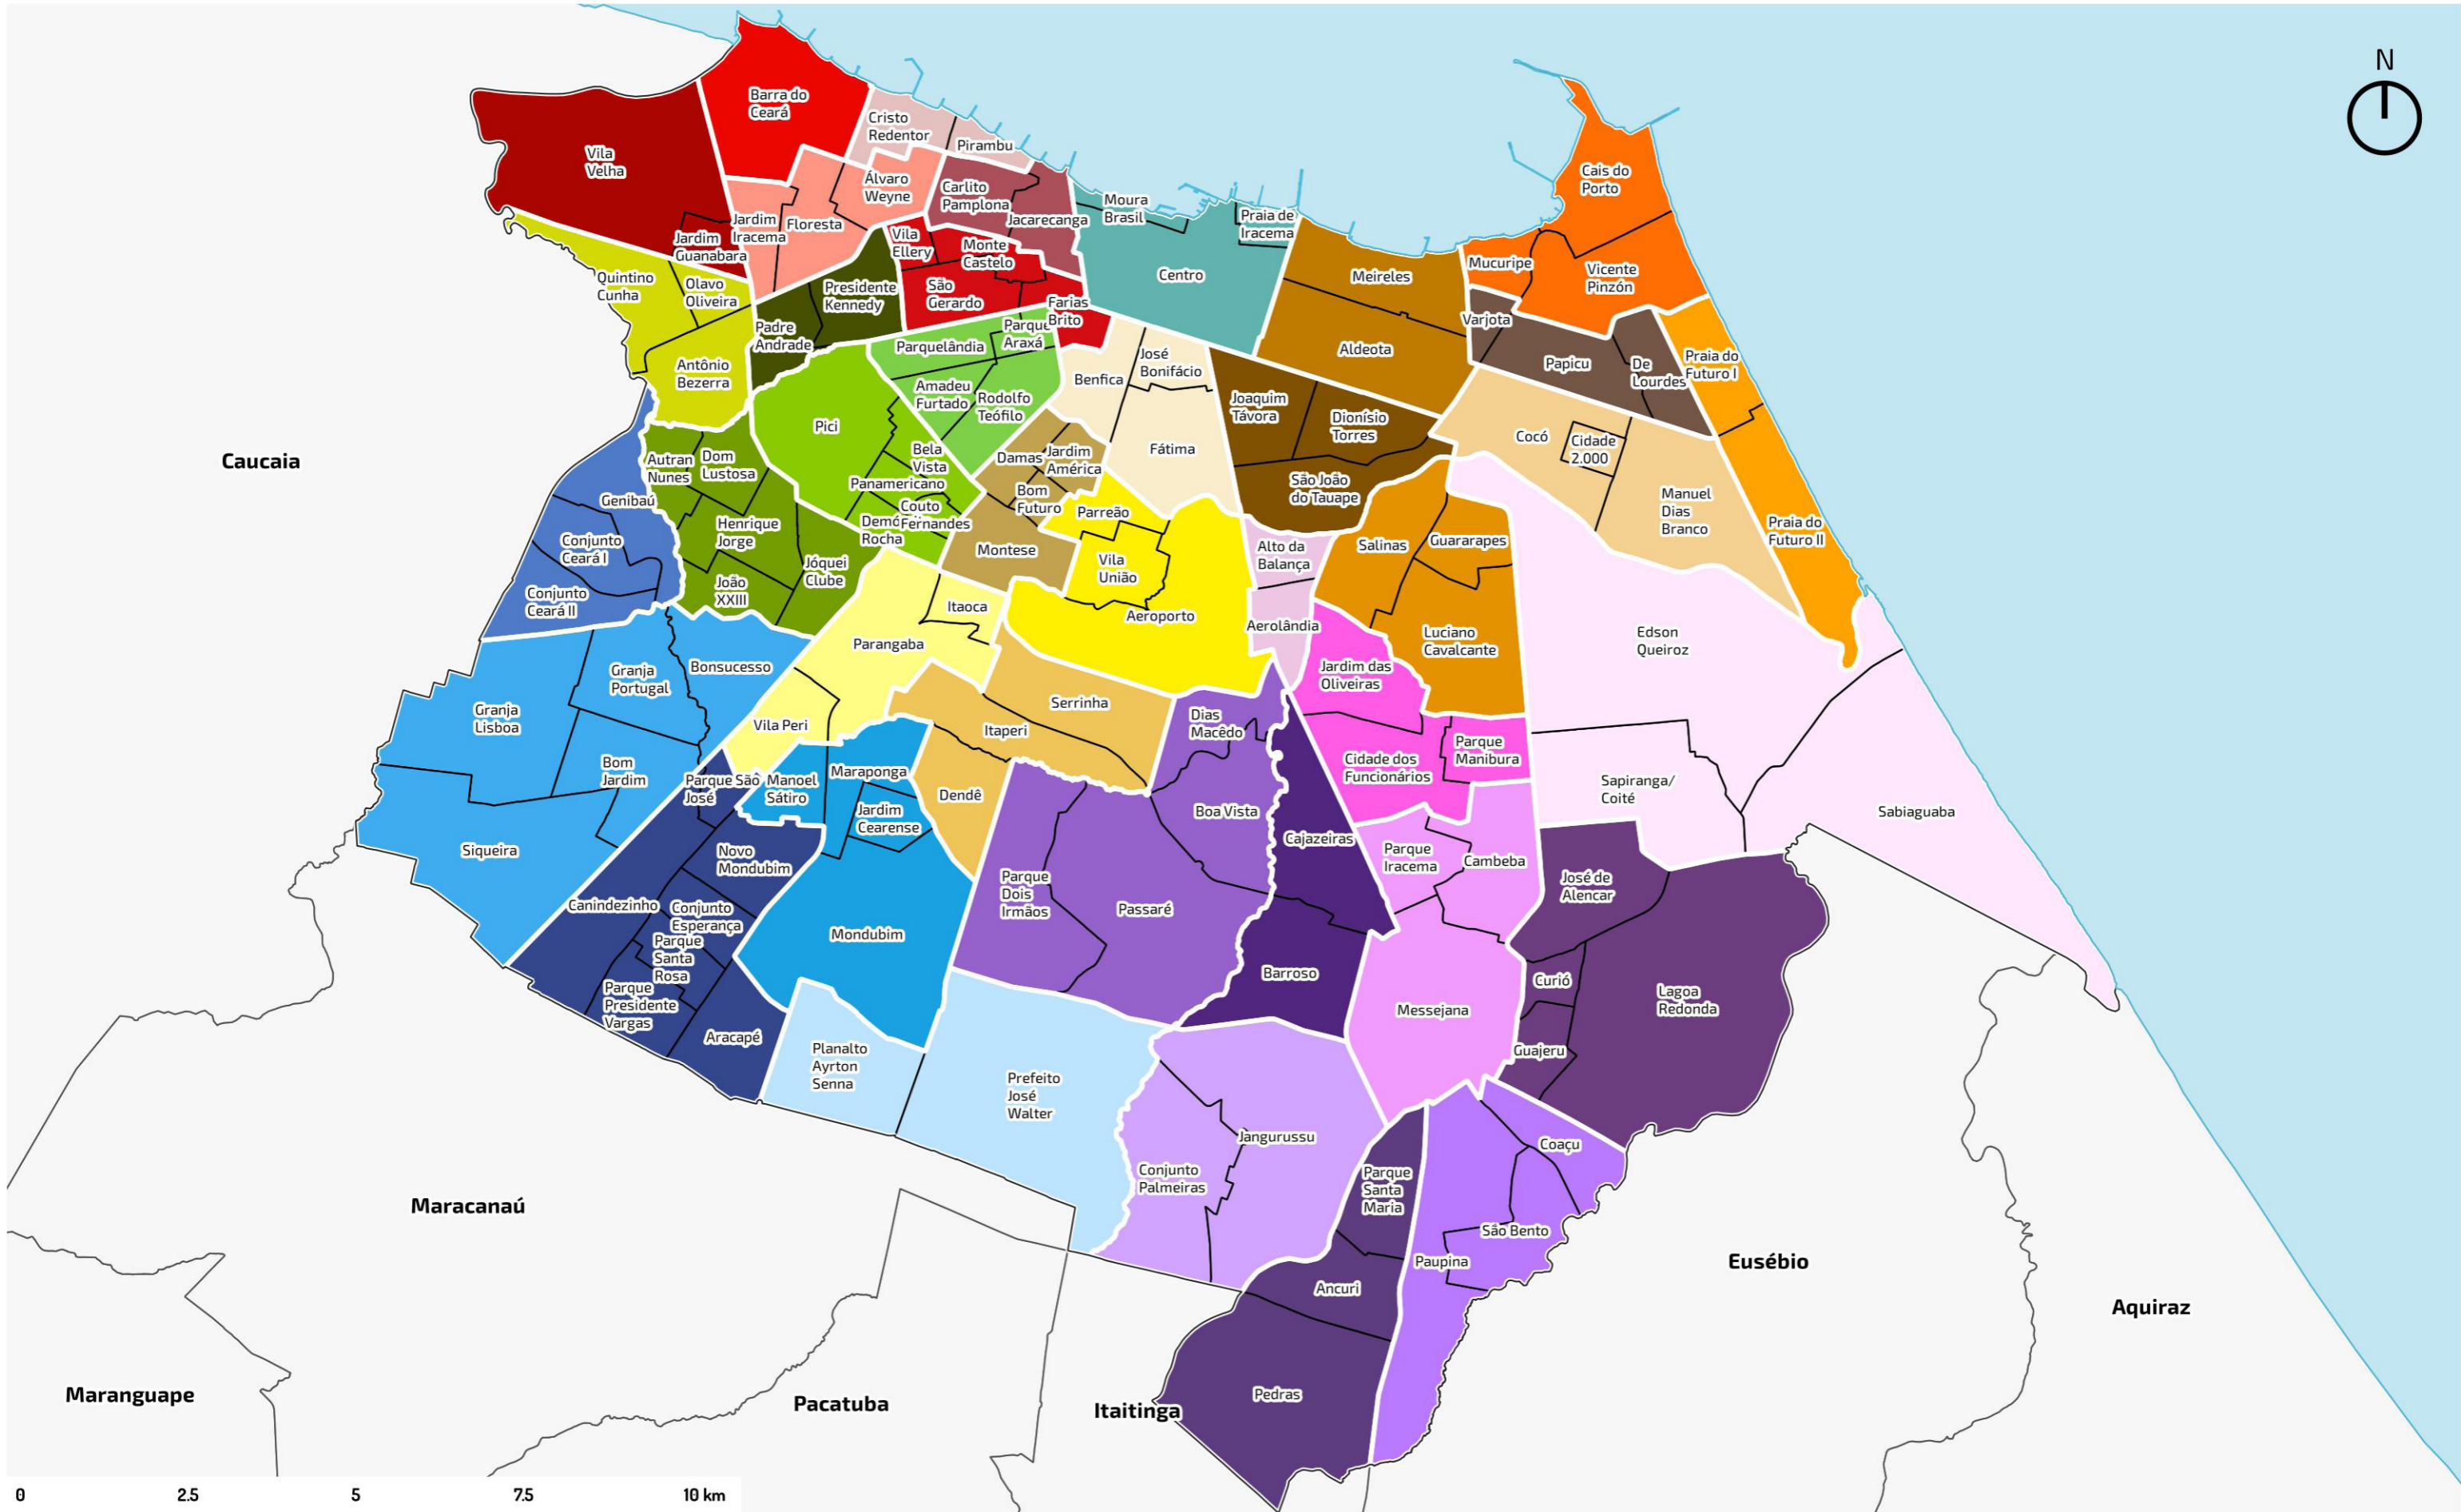 N
Barra do
Ceará
Cristo
Redentor
Pirambu
Vila
Velha
Álvaro
Weyne
Carlito
Pamplona
Jacarecanga
Moura
Brasil
Praia de
Iracema
Cais do
Porto
Jardim
Iracema
Floresta
Jardim
Guanabara
Vila
Ellery
Monte
Castelo
Centro
Meireles
Mucuripe
Vicente
Pinzón
Quintino
Cunha
Olavo
Oliveira
Presidente
Kennedy
São
Gerardo
Farias
Brito
Padre
Andrade
Parquelândia
Parque
Araxá
Varjota
Aldeota
Papicu
De
Lourdes
Praia do
Futuro I
Antônio
Bezerra
Amadeu
Furtado
Rodolfo
Teófilo
Benfica
José
Bonifácio
Joaquim
Távora
Dionísio
Torres
Pici
Bela
Vista
Damas
Jardim
América
Fátima
Cocó
Cidade
2.000
Caucaia
Autran
Nunes
Dom
Lustosa
Panamericano
Bom
Futuro
São João
do Tauape
Manuel
Dias
Branco
Praia do
Futuro II
Genibaú
Henrique
Jorge
Couto
Fernandes
Demó
Rocha
Parreão
Conjunto
Ceará I
Jóquei
Clube
Montese
Vila
União
Alto da
Balança
Salinas
Guararapes
Conjunto
Ceará II
João
XXIII
Itaoca
Aeroporto
Aerolândia
Parangaba
Luciano
Cavalcante
Edson
Queiroz
Granja
Portugal
Bonsucesso
Jardim das
Oliveiras
Granja
Lisboa
Vila Peri
Itaperi
Serrinha
Dias
Macêdo
Bom
Jardim
Parque São
José
Manoel
Sátiro
Maraponga
Dendê
Cidade dos
Funcionários
Parque
Manibura
Sapiranga/
Coité
Sabiaguaba
Siqueira
Novo
Mondubim
Jardim
Cearense
Boa Vista
Cajazeiras
Parque
Iracema
Cambeba
Canindezinho
Conjunto
Esperança
Mondubim
Parque
Dois
Irmãos
Passaré
José de
Alencar
Parque
Santa
Rosa
Parque
Presidente
Vargas
Barroso
Messejana
Curió
Lagoa
Redonda
Aracapé
Planalto
Ayrton
Senna
Prefeito
José
Walter
Guajeru
Jangurussu
Coaçu
Conjunto
Palmeiras
Parque
Santa
Maria
São Bento
Paupina
Maracanaú
Ancuri
Eusébio
Aquiraz
Maranguape
Pacatuba
Itaitinga
Pedras
0 2.5 5 7.5 10 km